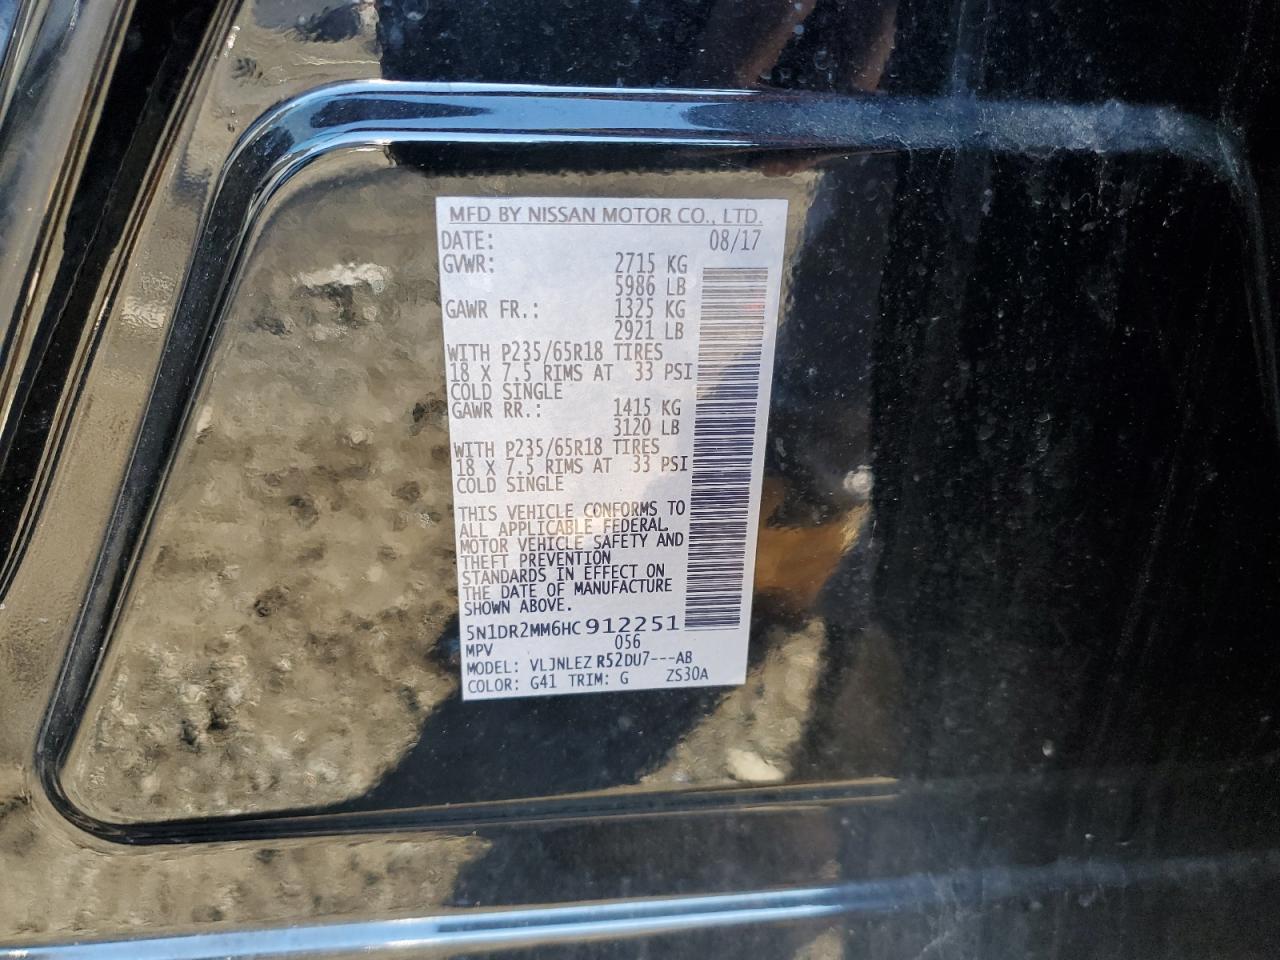 MFD BY NISSAN MOTOR CO., LTD.
DATE: 08/17
GVWR: 2715 KG
5986 LB
GAWR FR.: 1325 KG
2921 LB
WITH P235/65R18 TIRES
18 X 7.5 RIMS AT 33 PSI
COLD SINGLE
GAWR RR.: 1415 KG
3120 LB
WITH P235/65R18 TIRES
18 X 7.5 RIMS AT 33 PSI
COLD SINGLE
THIS VEHICLE CONFORMS TO
ALL APPLICABLE FEDERAL
MOTOR VEHICLE SAFETY AND
THEFT PREVENTION
STANDARDS IN EFFECT ON
THE DATE OF MANUFACTURE
SHOWN ABOVE.
5N1DR2MM6HC912251
MPV 056
MODEL: VLJNLEZ R52DU7---AB
COLOR: G41 TRIM: G ZS30A